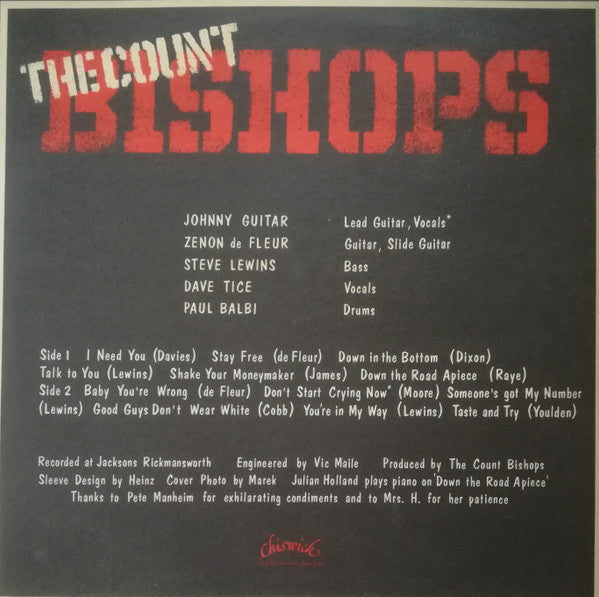 THE COUNT
BISHOPS
JOHNNY GUITAR Lead Guitar, Vocals*
ZENON de FLEUR Guitar, Slide Guitar
STEVE LEWINS Bass
DAVE TICE Vocals
PAUL BALBI Drums
Side 1 I Need You (Davies) Stay Free (de Fleur) Down in the Bottom (Dixon)
Talk to You (Lewins) Shake Your Moneymaker (James) Down the Road Apiece (Raye)
Side 2 Baby You're Wrong (de Fleur) Don't Start Crying Now* (Moore) Someone's got My Number
(Lewins) Good Guys Don't Wear White (Cobb) You're in My Way (Lewins) Taste and Try (Youlden)
Recorded at Jacksons Rickmansworth Engineered by Vic Maile Produced by The Count Bishops
Sleeve Design by Heinz Cover Photo by Marek Julian Holland plays piano on 'Down the Road Apiece'
Thanks to Pete Manheim for exhilarating condiments and to Mrs. H. for her patience
Chiswick